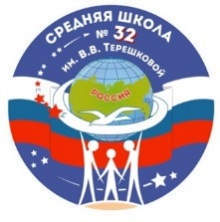 СРЕДНЯЯ ШКОЛА
№ 32
ИМ. В.В. ТЕРЕШКОВОЙ
РОССИЯ